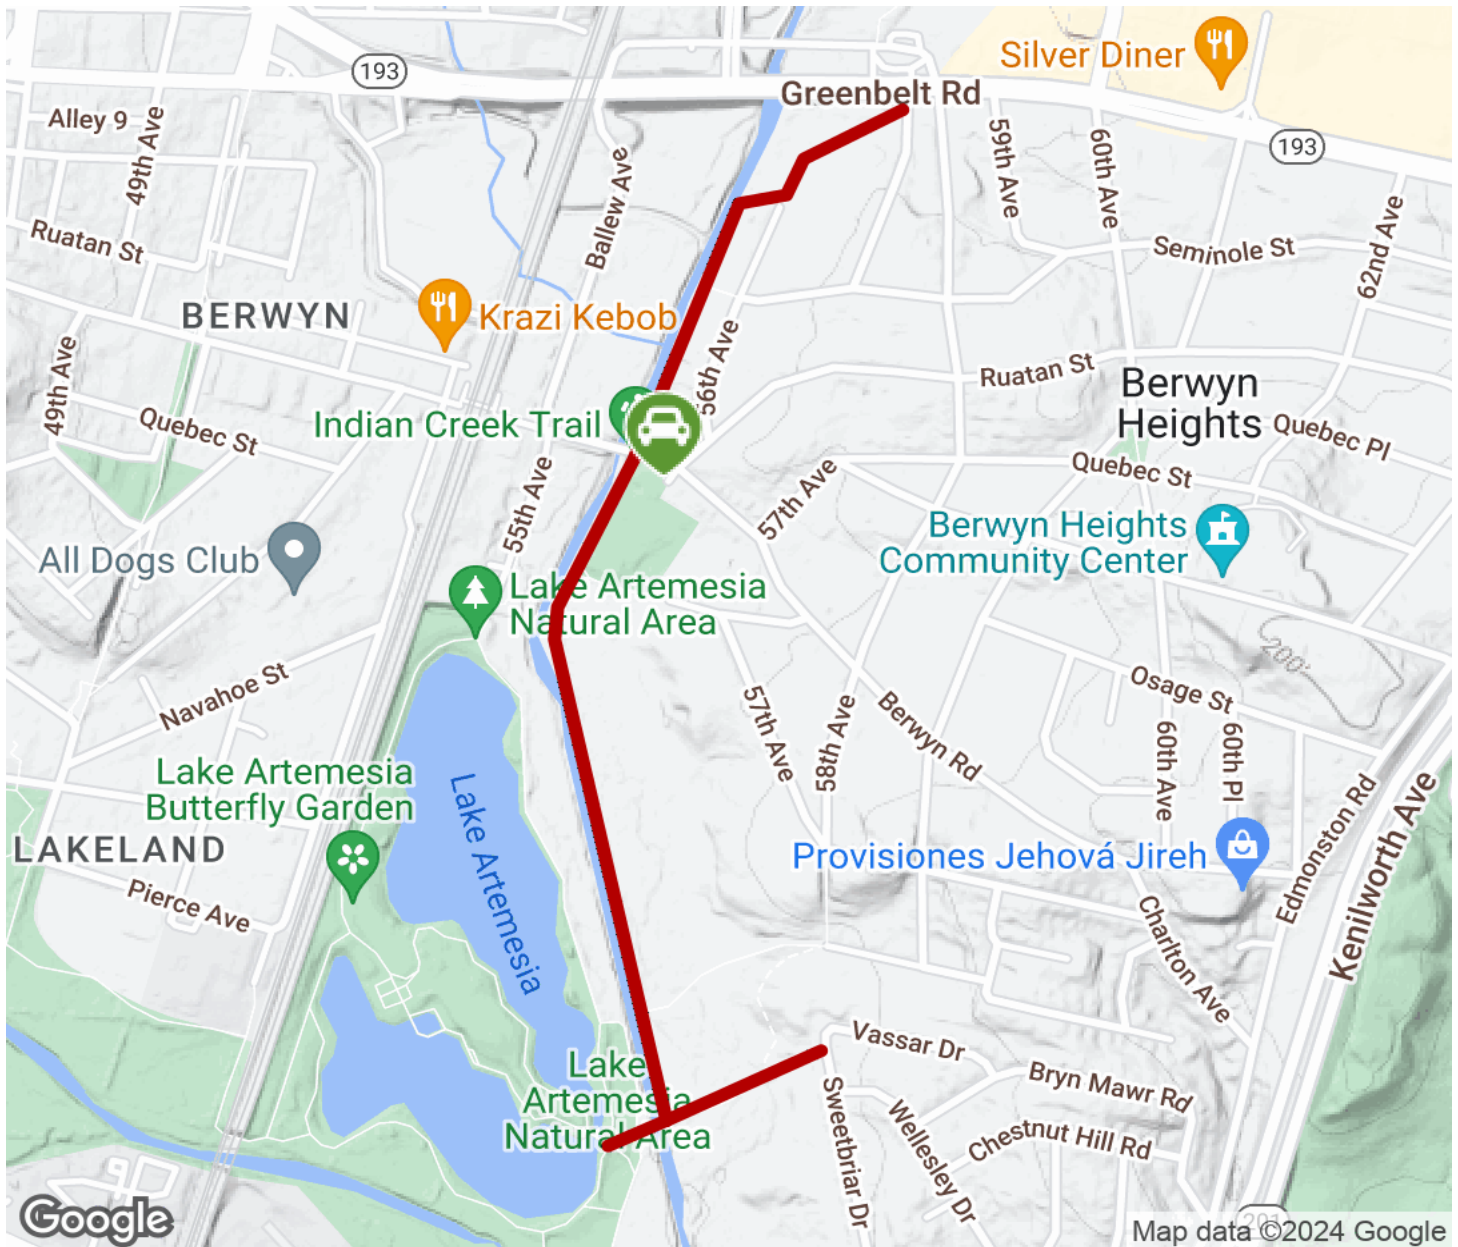 Silver Diner
193
Greenbelt Rd
Alley 9
49th Ave
59th Ave
60th Ave
193
Ballew Ave
62nd Ave
Ruatan St
Seminole St
BERWYN
Krazi Kebob
49th Ave
56th Ave
Ruatan St
Berwyn
Heights
Quebec St
Indian Creek Trail
Quebec Pl
Quebec St
55th Ave
57th Ave
All Dogs Club
Berwyn Heights
Community Center
Lake Artemesia
Natural Area
200'
Navahoe St
57th Ave
58th Ave
Berwyn Rd
Osage St
60th Ave
60th Pl
Lake Artemesia
Butterfly Garden
Lake Artemesia
LAKELAND
Provisiones Jehová Jireh
Edmonston Rd
Kenilworth Ave
Pierce Ave
Charlton Ave
Vassar Dr
Lake
Artemesia
Natural Area
Bryn Mawr Rd
Sweetbriar Dr
Wellesley Dr
Chestnut Hill Rd
201
Google
Map data ©2024 Google